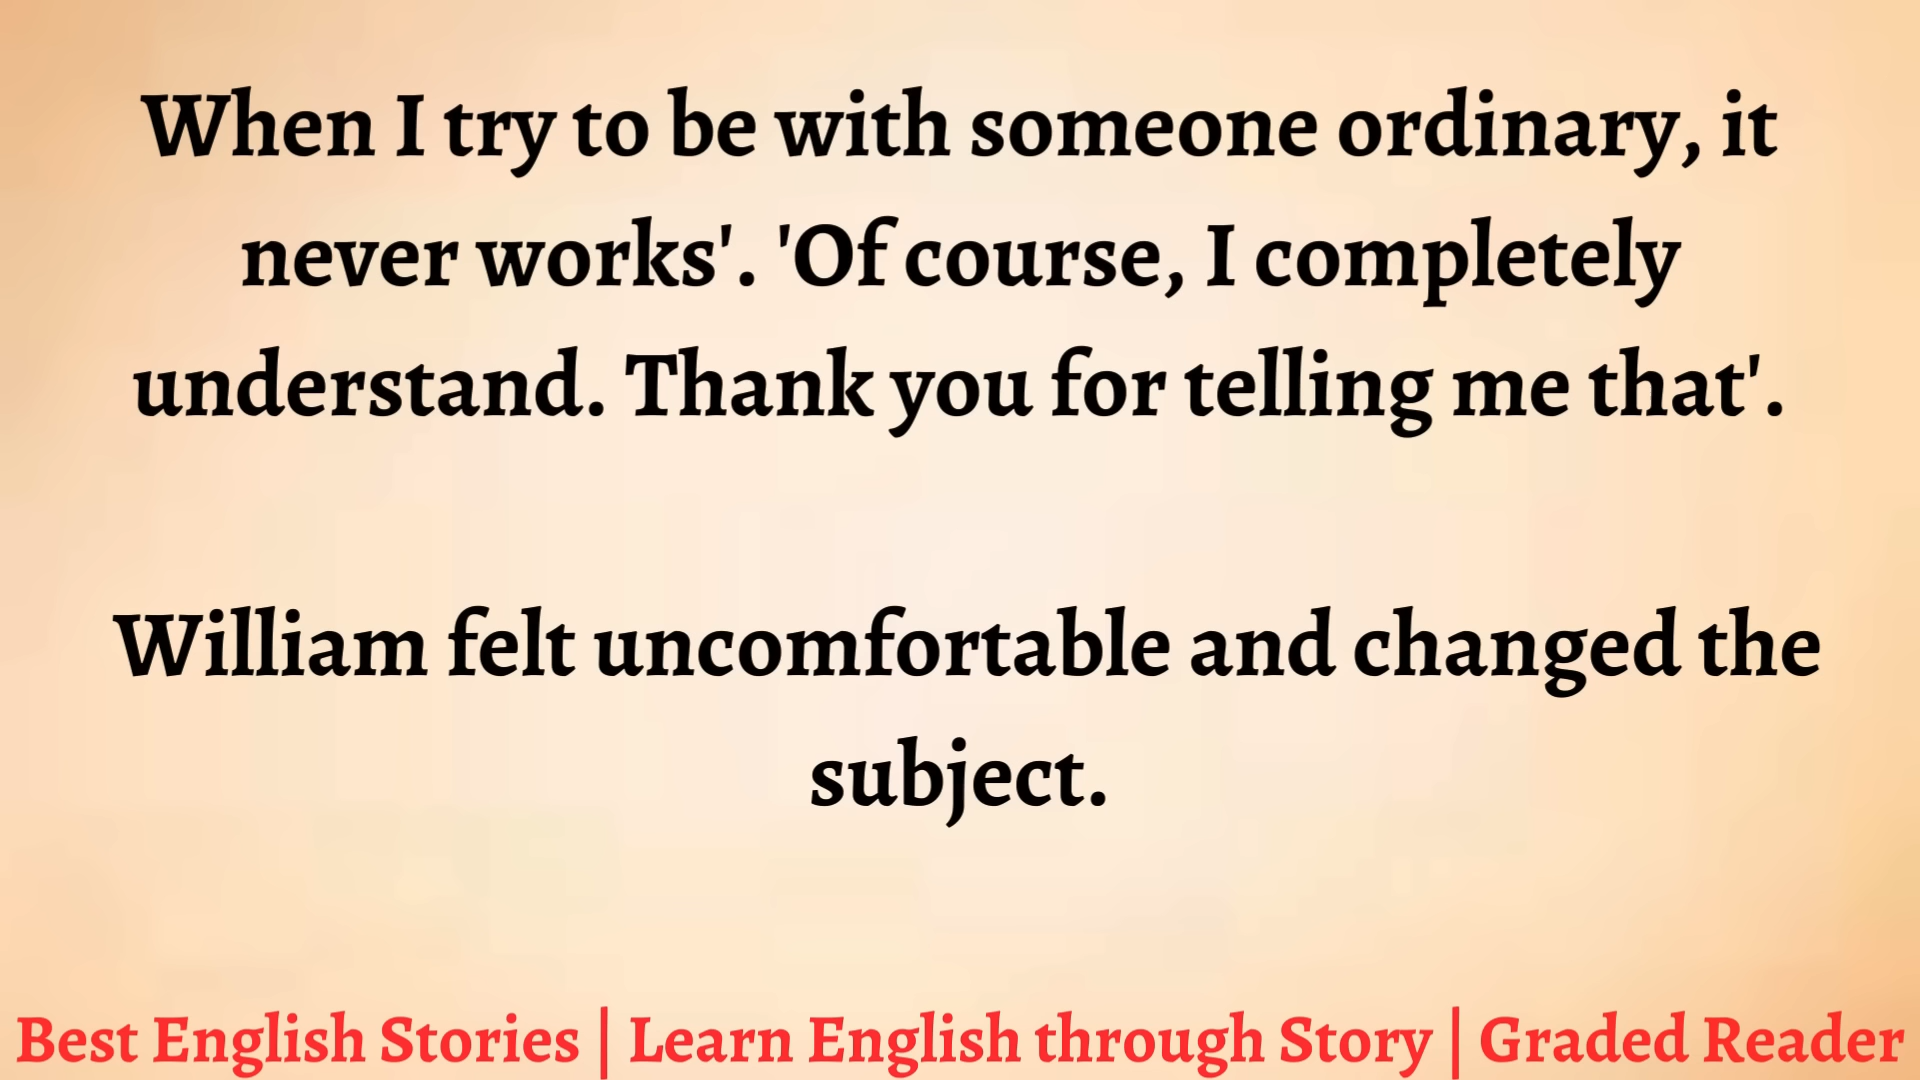 When I try to be with someone ordinary, it
never works'. 'Of course, I completely
understand. Thank you for telling me that'.
William felt uncomfortable and changed the
subject.
Best English Stories | Learn English through Story | Graded Reader